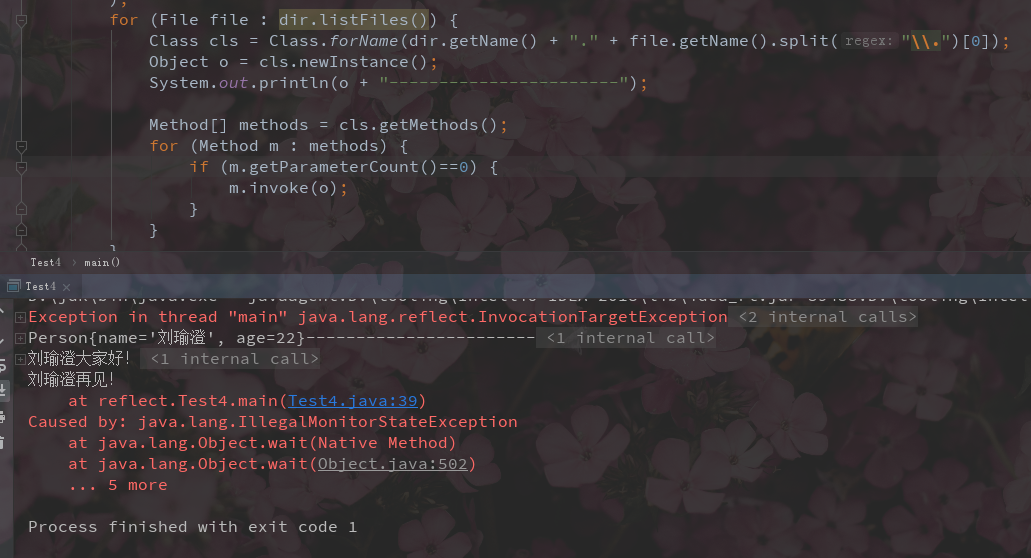 );
for (File file : dir.listFiles()) {
Class cls = Class.forName(dir.getName() + "." + file.getName().split( regex: "\\.")[0]);
Object o = cls.newInstance();
System.out.println(o + "-----------------------");
Method[] methods = cls.getMethods();
for (Method m : methods) {
if (m.getParameterCount()==0) {
m.invoke(o);
}
}
}
Test4 › main()
Test4 ×
Exception in thread "main" java.lang.reflect.InvocationTargetException <2 internal calls>
Person{name='刘瑜澄', age=22}----------------------- <1 internal call>
刘瑜澄大家好! <1 internal call>
刘瑜澄再见!
at reflect.Test4.main(Test4.java:39)
Caused by: java.lang.IllegalMonitorStateException
at java.lang.Object.wait(Native Method)
at java.lang.Object.wait(Object.java:502)
... 5 more
Process finished with exit code 1